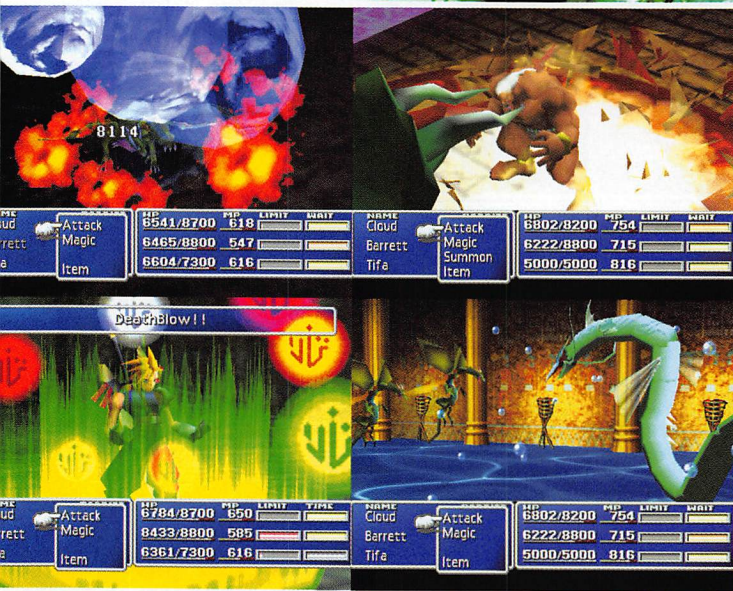 8114
HP MP LIMIT WAIT
ud Attack 6541/8700 618
rrett Magic 6465/8800 547
a Item 6604/7300 616
NAME HP MP LIMIT WAIT
Cloud Attack 6802/8200 754
Barrett Magic 6222/8800 715
Summon
Tifa Item 5000/5000 816
DeathBlow!!
HP MP LIMIT TIME
ud Attack 6784/8700 650
rrett Magic 8433/8800 585
a Item 6361/7300 616
NAME HP MP LIMIT WAIT
Cloud Attack 6802/8200 754
Barrett Magic 6222/8800 715
Tifa Item 5000/5000 816